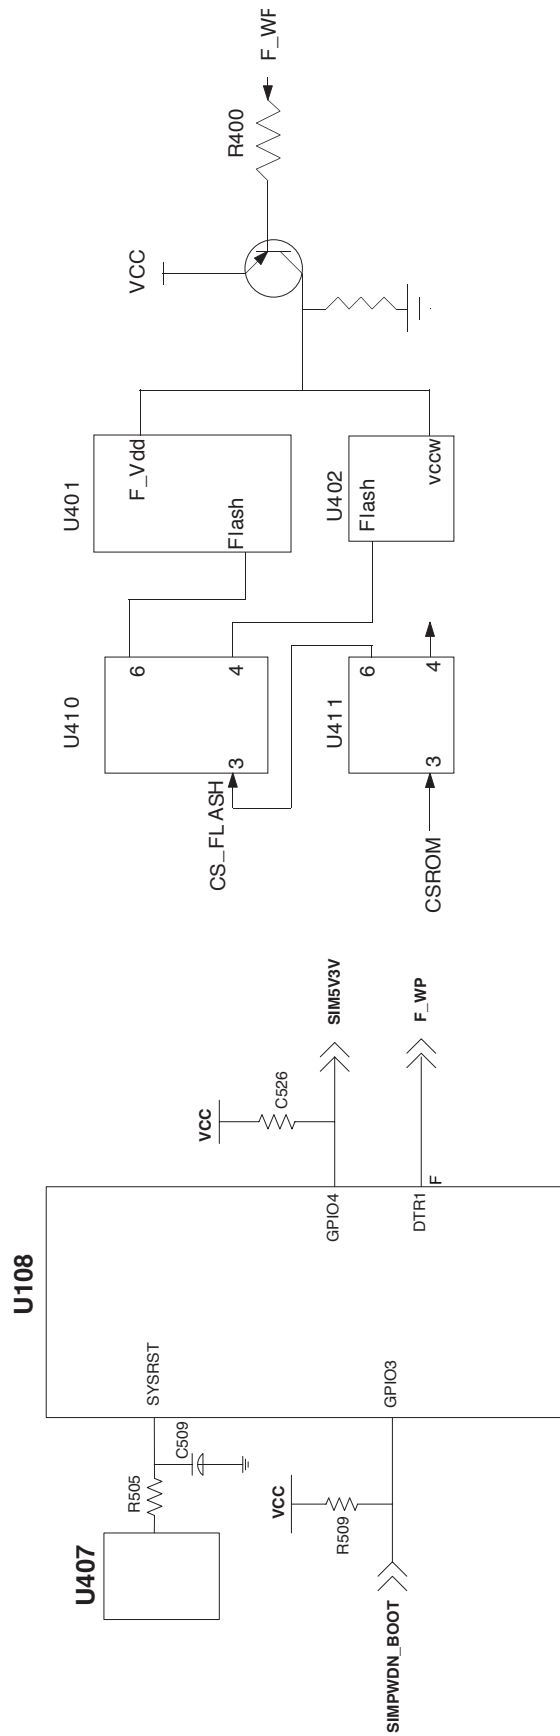 U407
R505
C509
SYSRST
U108
VCC
R509
SIMPWDN_BOOT
GPIO3
GPIO4
VCC
C526
SIM5V3V
DTR1
F
F_WP
CS_FLASH
3
U410
6
4
CSROM
3
U411
6
4
U401
F_Vdd
Flash
U402
Flash
vccw
VCC
R400